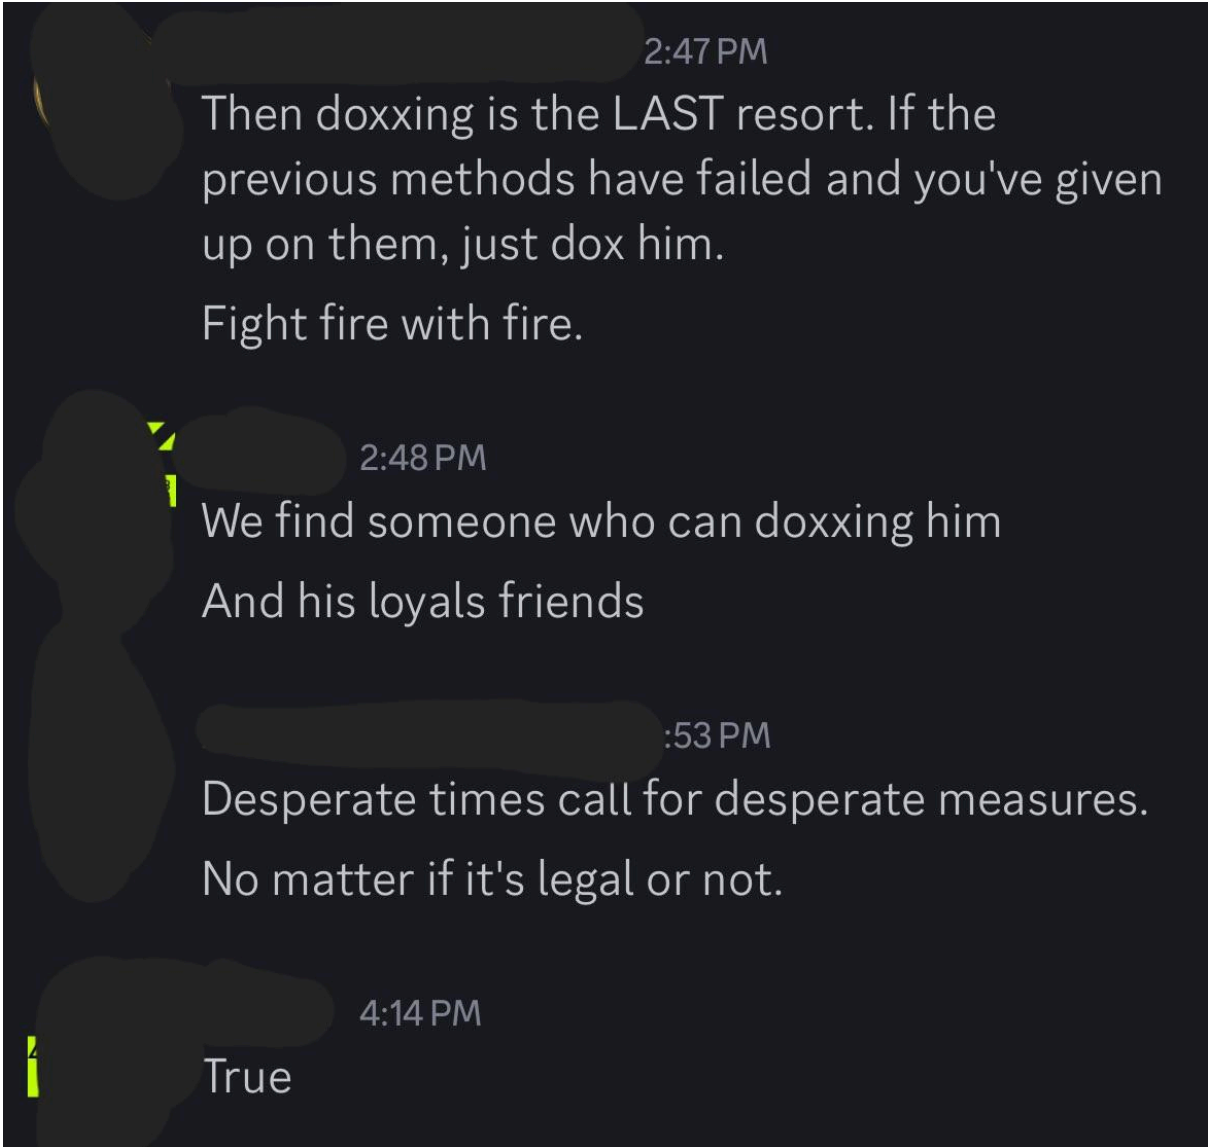 2:47 PM
Then doxxing is the LAST resort. If the
previous methods have failed and you've given
up on them, just dox him.
Fight fire with fire.
2:48 PM
We find someone who can doxxing him
And his loyals friends
:53 PM
Desperate times call for desperate measures.
No matter if it's legal or not.
4:14 PM
True